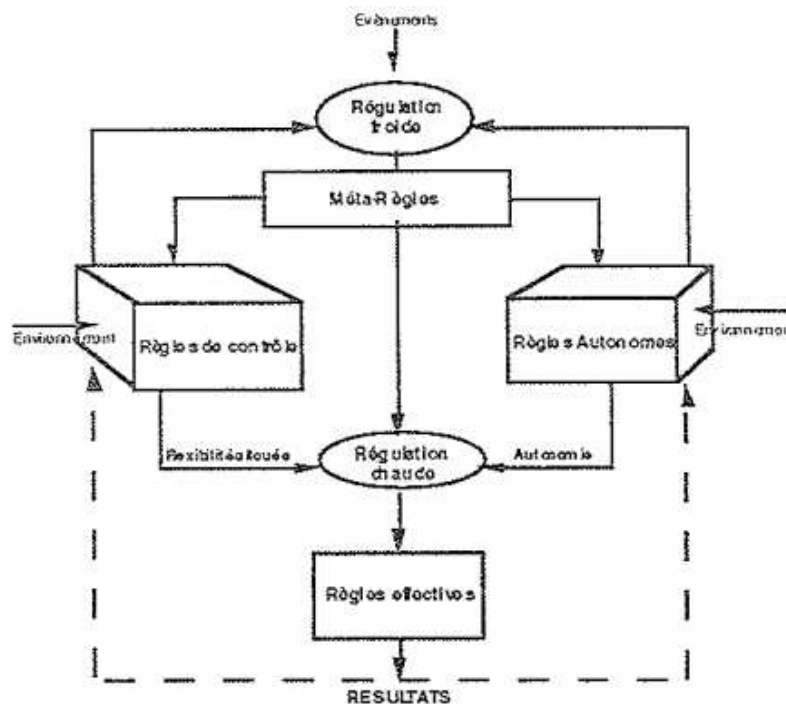 Evènements
Régulation
froide
Méta-Règles
Environnement
Règles de contrôle
Règles Autonomes
Environnement
Flexibilité allouée
Régulation
chaude
Autonomie
Règles effectives
RESULTATS